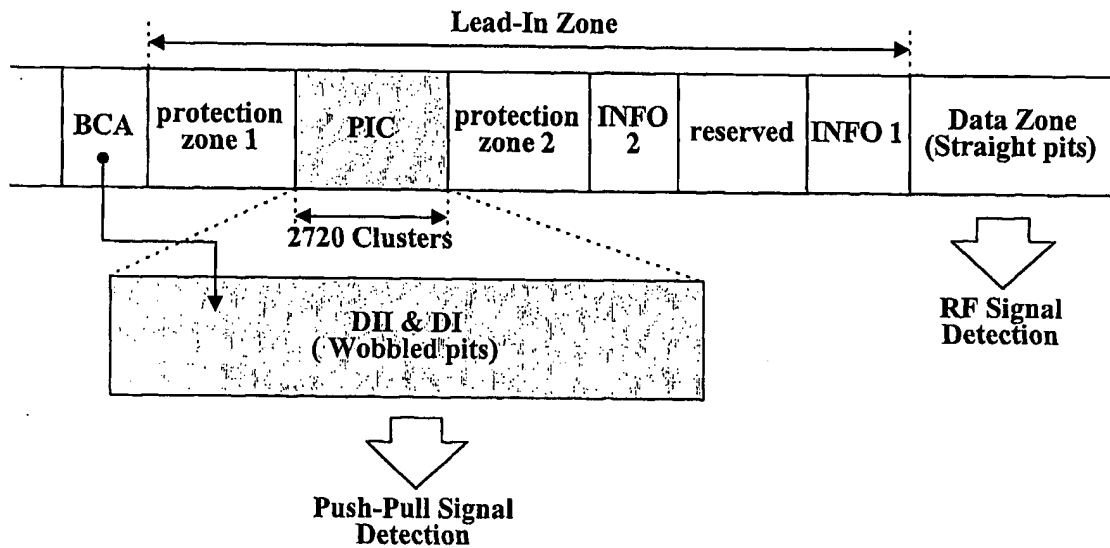 Lead-In Zone
BCA
protection
zone 1
PIC
protection
zone 2
INFO
2
reserved
INFO 1
Data Zone
(Straight pits)
2720 Clusters
DII & DI
( Wobbled pits)
RF Signal
Detection
Push-Pull Signal
Detection